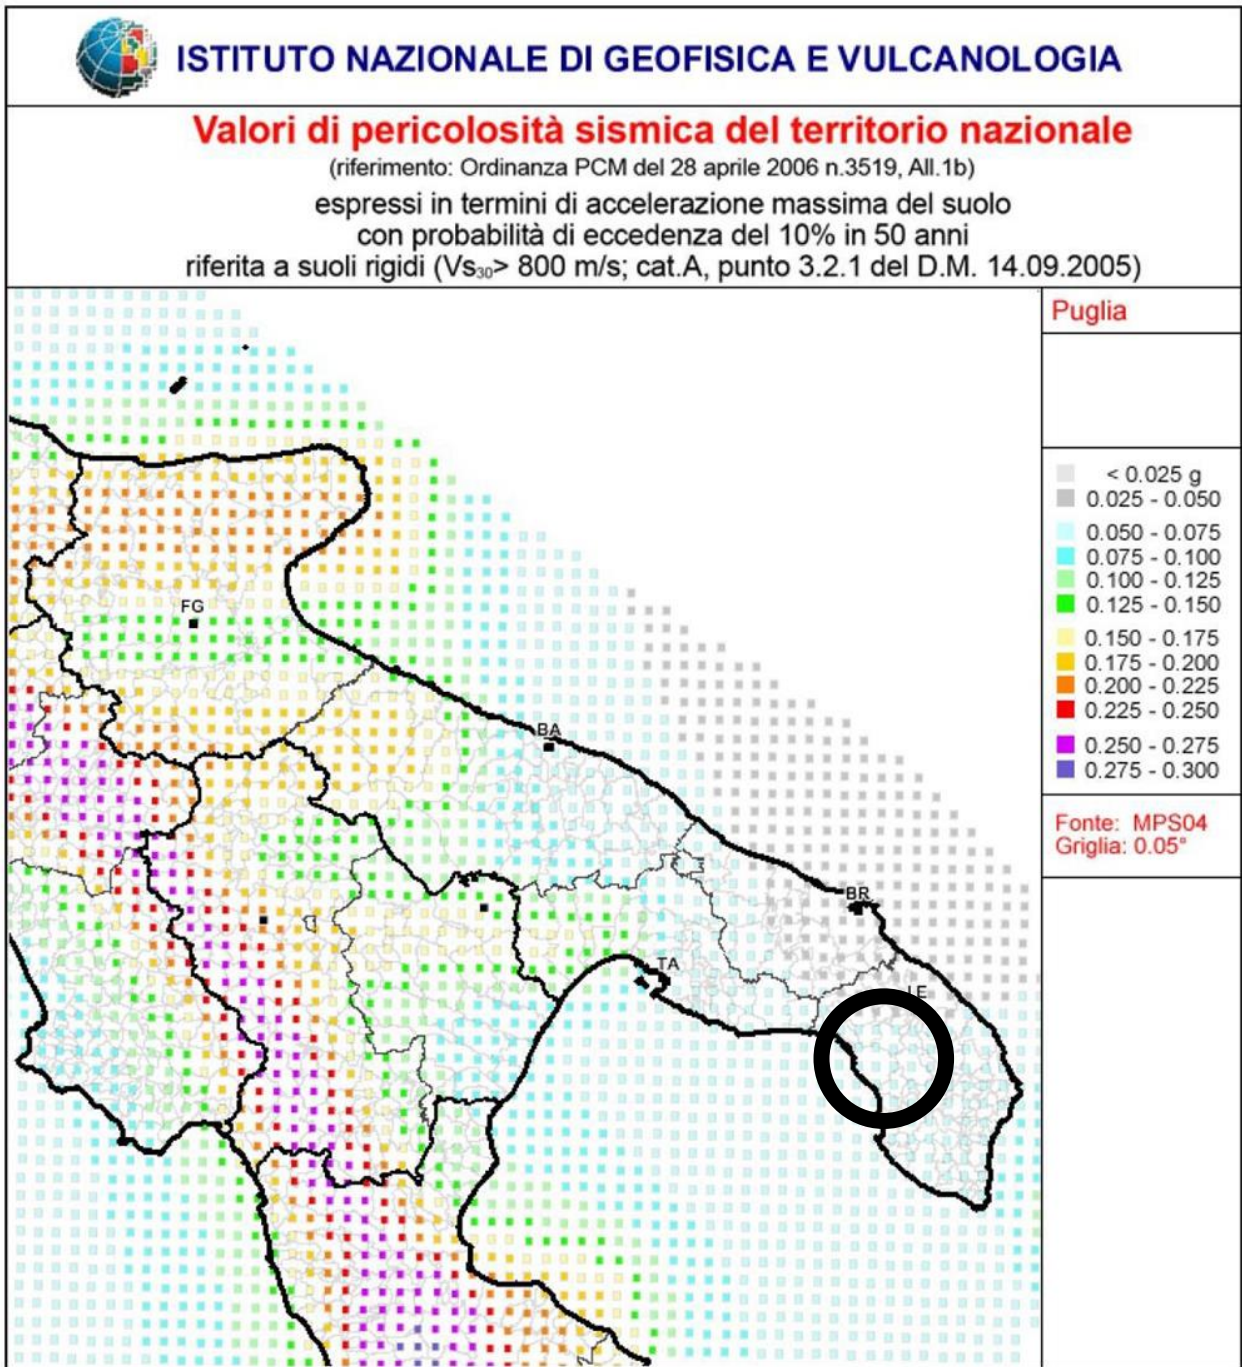 ISTITUTO NAZIONALE DI GEOFISICA E VULCANOLOGIA
Valori di pericolosità sismica del territorio nazionale
(riferimento: Ordinanza PCM del 28 aprile 2006 n.3519, All.1b)
espressi in termini di accelerazione massima del suolo
con probabilità di eccedenza del 10% in 50 anni
riferita a suoli rigidi (Vs₃₀> 800 m/s; cat.A, punto 3.2.1 del D.M. 14.09.2005)
Puglia
< 0.025 g
0.025 - 0.050
0.050 - 0.075
0.075 - 0.100
0.100 - 0.125
0.125 - 0.150
0.150 - 0.175
0.175 - 0.200
0.200 - 0.225
0.225 - 0.250
0.250 - 0.275
0.275 - 0.300
Fonte: MPS04
Griglia: 0.05°
FG
BA
BR
TA
LE